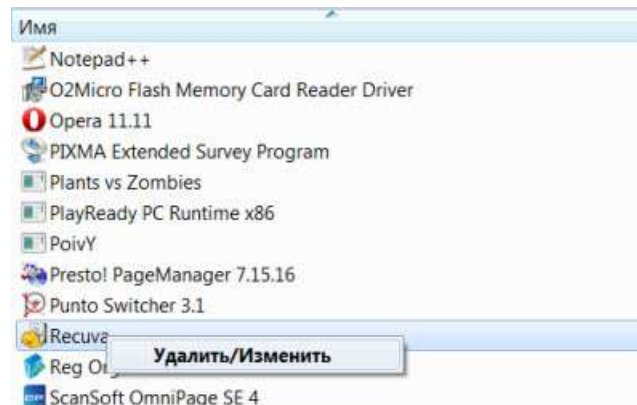 Имя
Notepad++
O2Micro Flash Memory Card Reader Driver
Opera 11.11
PIXMA Extended Survey Program
Plants vs Zombies
PlayReady PC Runtime x86
PoivY
Presto! PageManager 7.15.16
Punto Switcher 3.1
Recuva
Удалить/Изменить
Reg
ScanSoft OmniPage SE 4